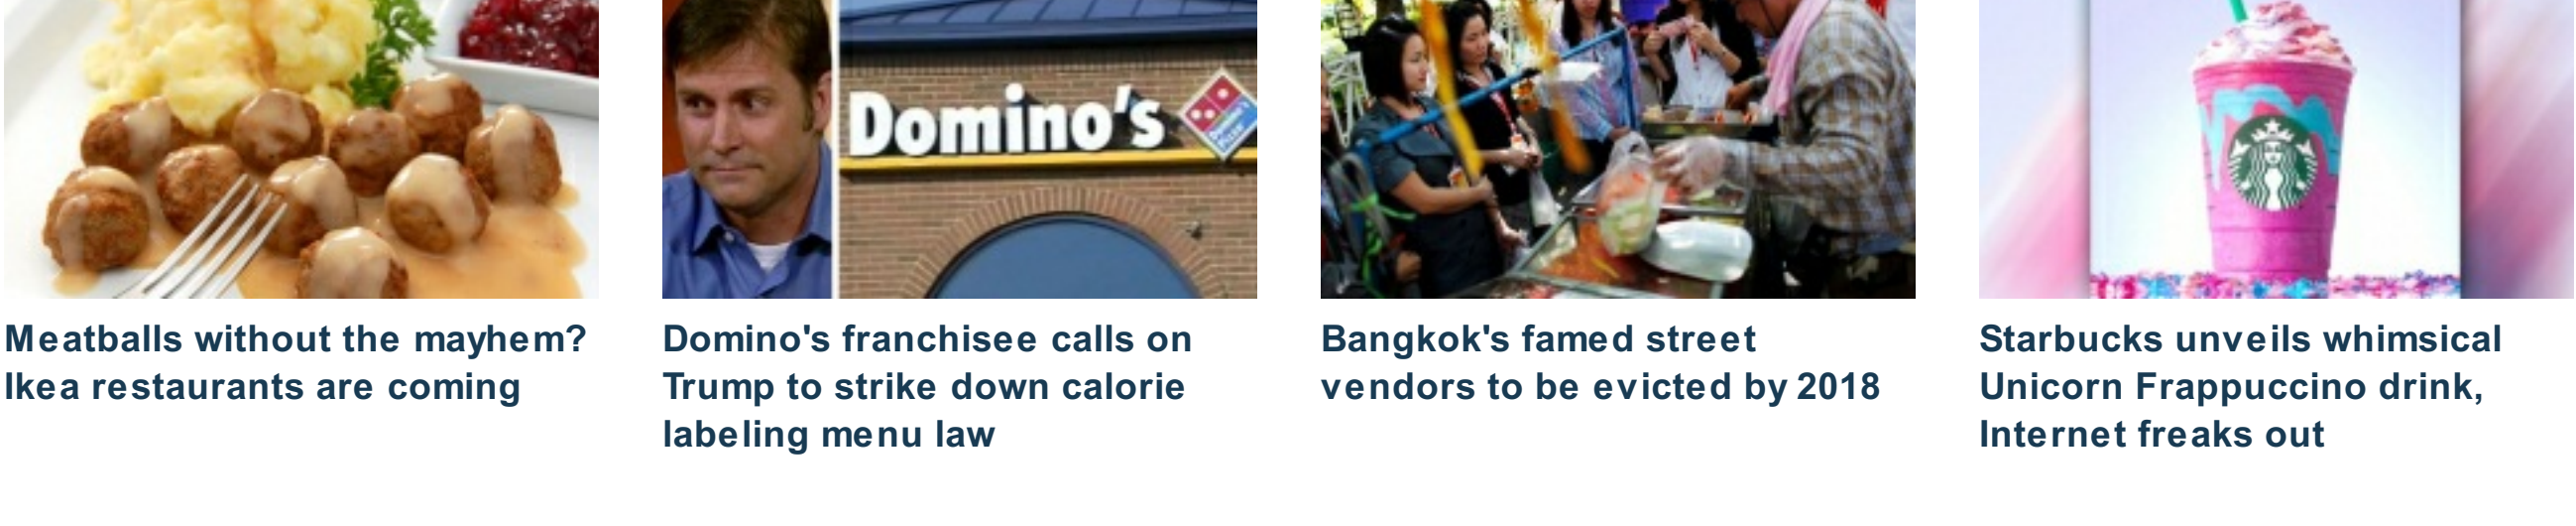 Domino's
Domino's
PIZZA
Meatballs without the mayhem?
Ikea restaurants are coming
Domino's franchisee calls on
Trump to strike down calorie
labeling menu law
Bangkok's famed street
vendors to be evicted by 2018
Starbucks unveils whimsical
Unicorn Frappuccino drink,
Internet freaks out